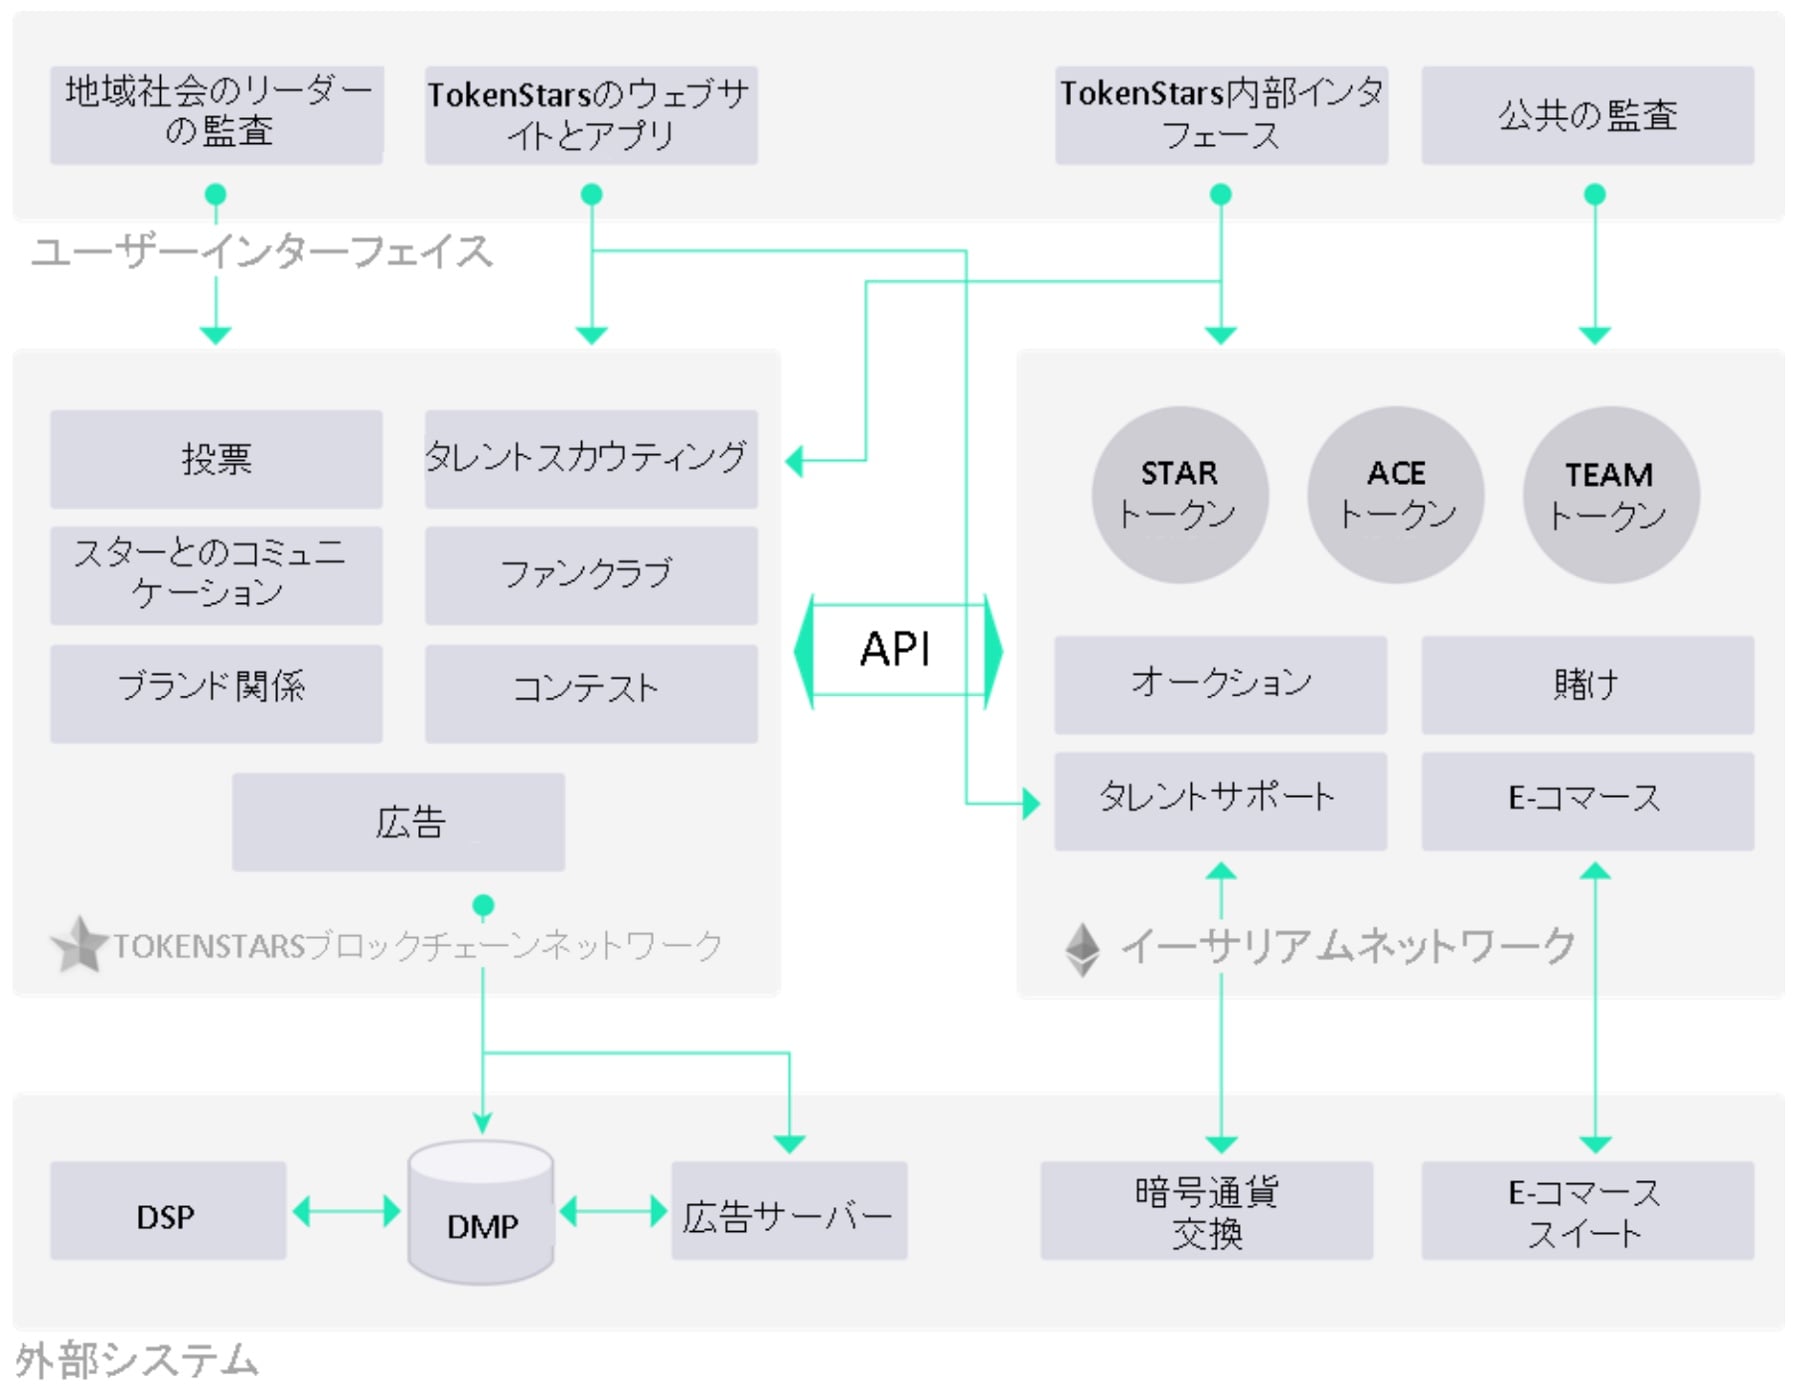 地域社会のリーダー
の監査
TokenStarsのウェブサ
イトとアプリ
TokenStars内部インタ
フェース
公共の監査
ユーザーインターフェイス
投票
タレントスカウティング
スターとのコミュニ
ケーション
ファンクラブ
ブランド関係
コンテスト
広告
TOKENSTARSブロックチェーンネットワーク
API
STAR
トークン
ACE
トークン
TEAM
トークン
オークション
賭け
タレントサポート
E-コマース
イーサリアムネットワーク
DSP
DMP
広告サーバー
暗号通貨
交換
E-コマース
スイート
外部システム